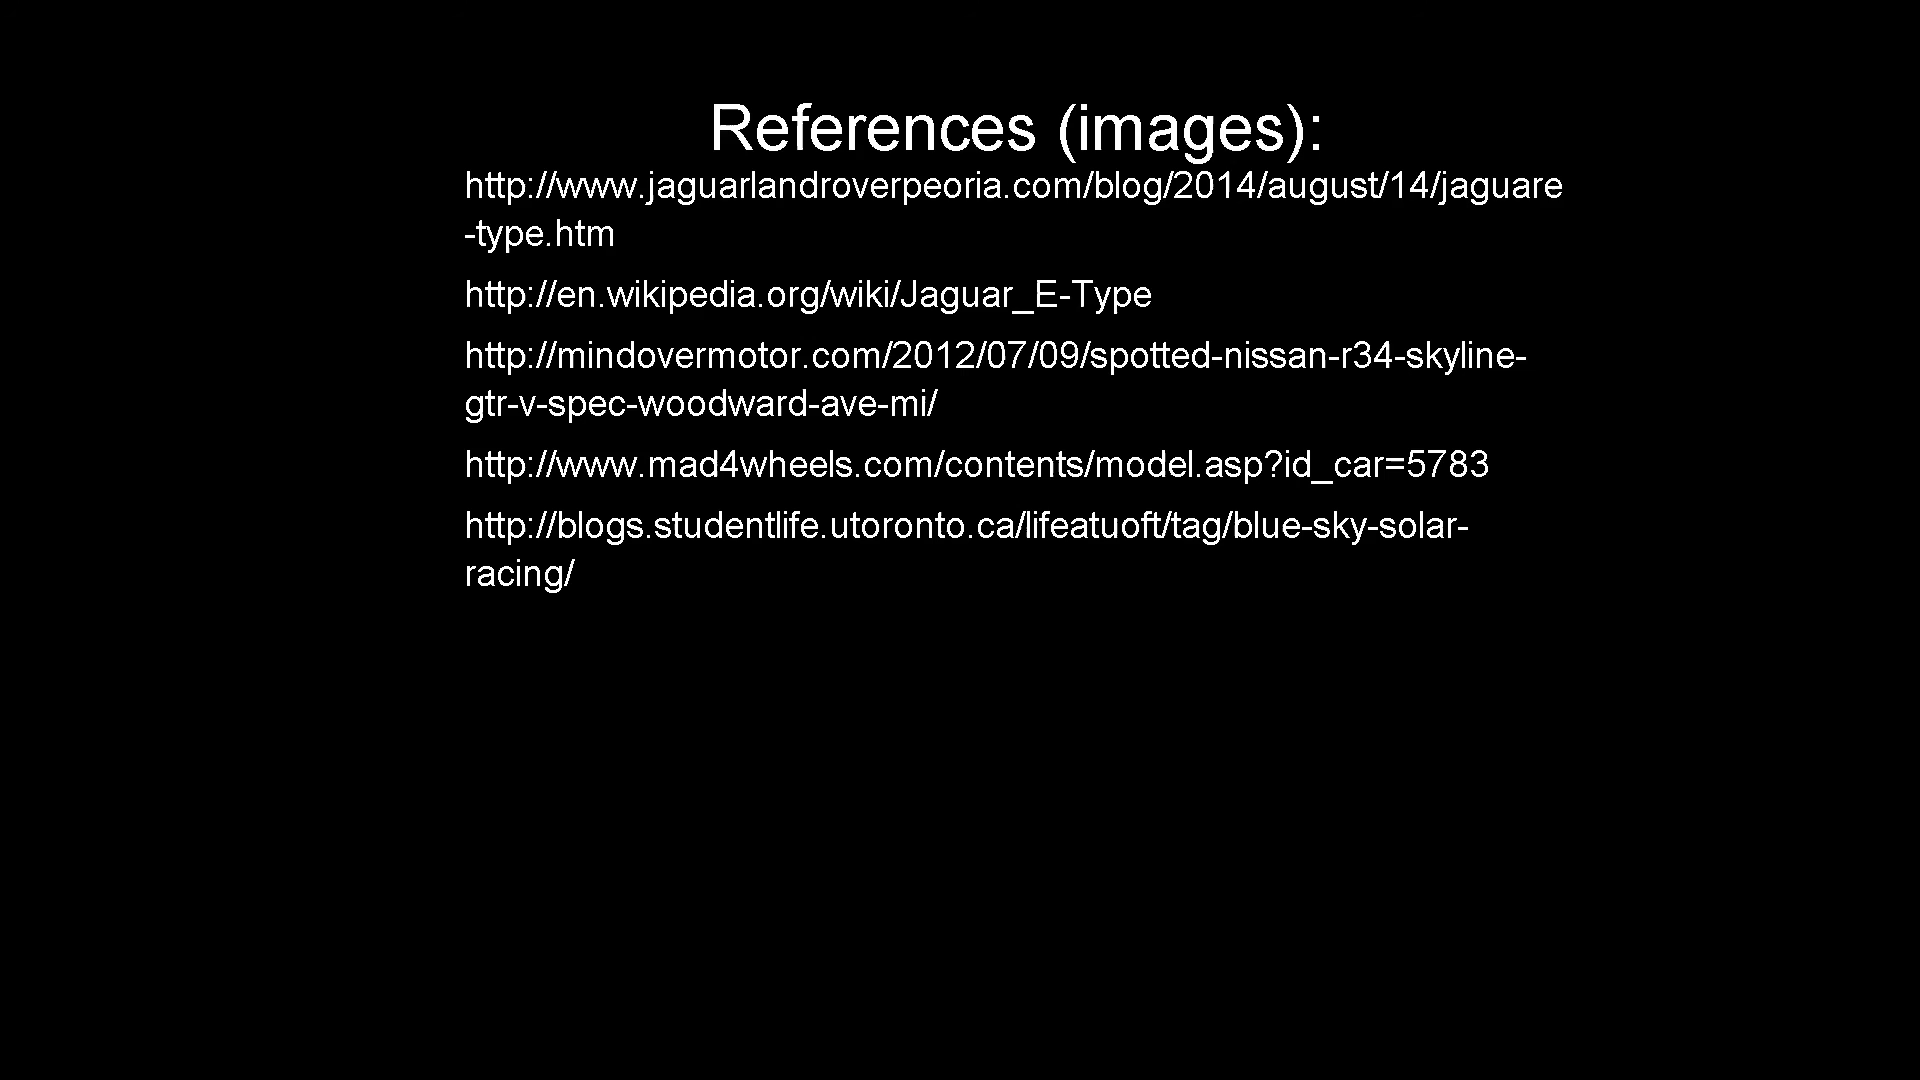 References (images):
http://www.jaguarlandroverpeoria.com/blog/2014/august/14/jaguare
-type.htm
http://en.wikipedia.org/wiki/Jaguar_E-Type
http://mindovermotor.com/2012/07/09/spotted-nissan-r34-skyline-
gtr-v-spec-woodward-ave-mi/
http://www.mad4wheels.com/contents/model.asp?id_car=5783
http://blogs.studentlife.utoronto.ca/lifeatuoft/tag/blue-sky-solar-
racing/